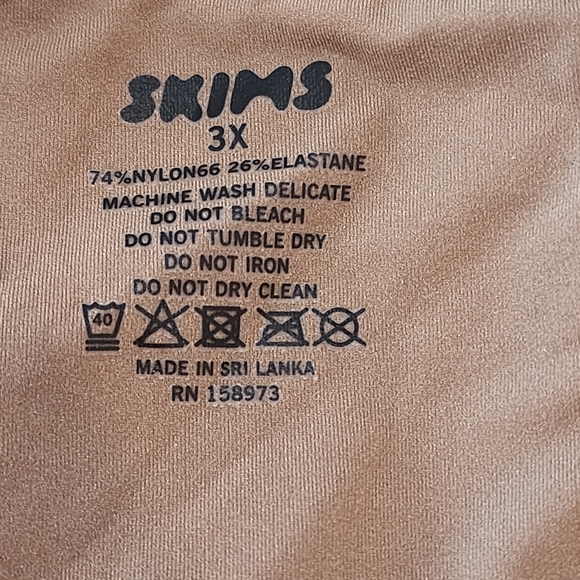 SKIMS
3X
74%NYLON66 26%ELASTANE
MACHINE WASH DELICATE
DO NOT BLEACH
DO NOT TUMBLE DRY
DO NOT IRON
DO NOT DRY CLEAN
40
MADE IN SRI LANKA
RN 158973